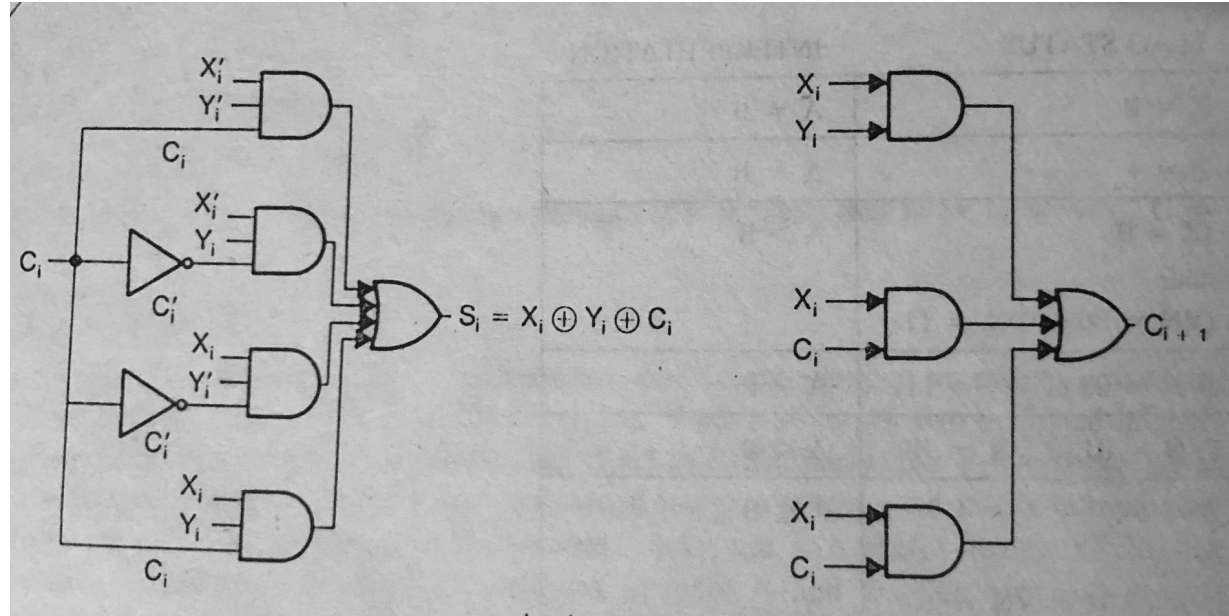 X′ᵢ
Y′ᵢ
Cᵢ
X′ᵢ
Yᵢ
Cᵢ
C′ᵢ
Sᵢ = Xᵢ ⊕ Yᵢ ⊕ Cᵢ
Xᵢ
Y′ᵢ
C′ᵢ
Xᵢ
Yᵢ
Cᵢ
Xᵢ
Yᵢ
Xᵢ
Cᵢ
Cᵢ₊₁
Xᵢ
Cᵢ